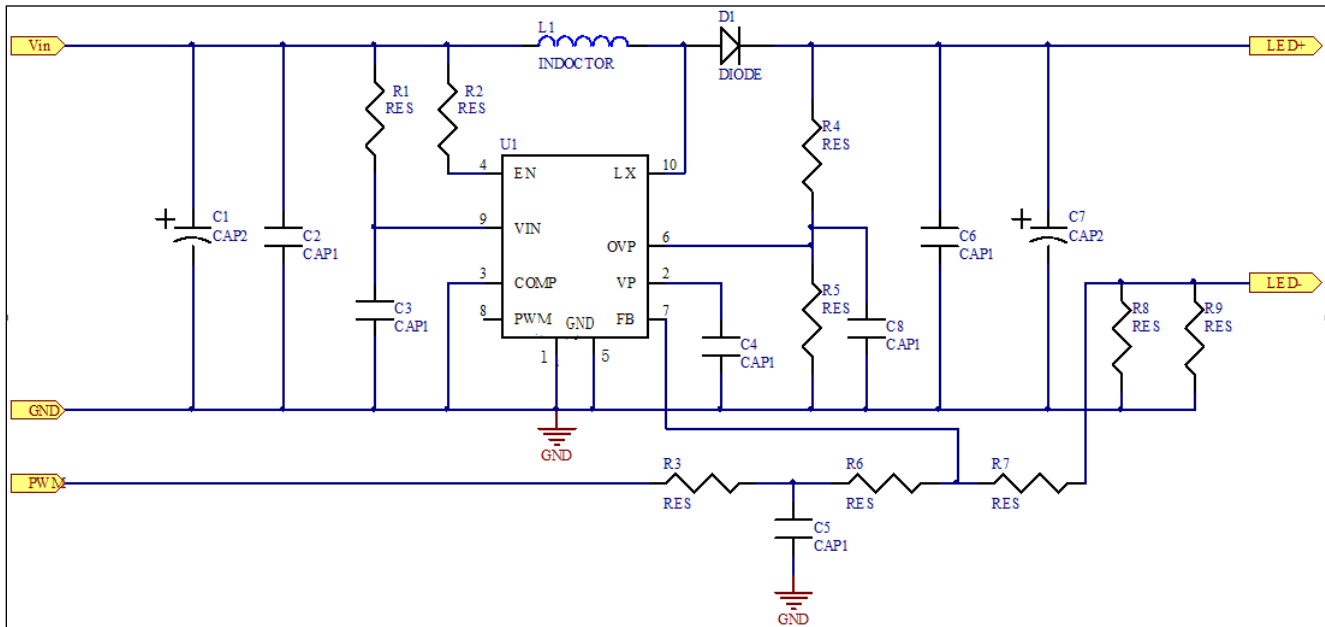 L1
D1
Vin
LED+
INDOCTOR
DIODE
R1
RES
R2
RES
R4
RES
U1
4
EN
LX
10
C1
CAP2
C2
CAP1
9
VIN
OVP
6
C6
CAP1
C7
CAP2
3
COMP
VP
2
R5
RES
LED-
C3
CAP1
8
PWM
GND
FB
7
C8
CAP1
R8
RES
R9
RES
1
5
C4
CAP1
GND
GND
PWM
R3
RES
R6
RES
R7
RES
C5
CAP1
GND